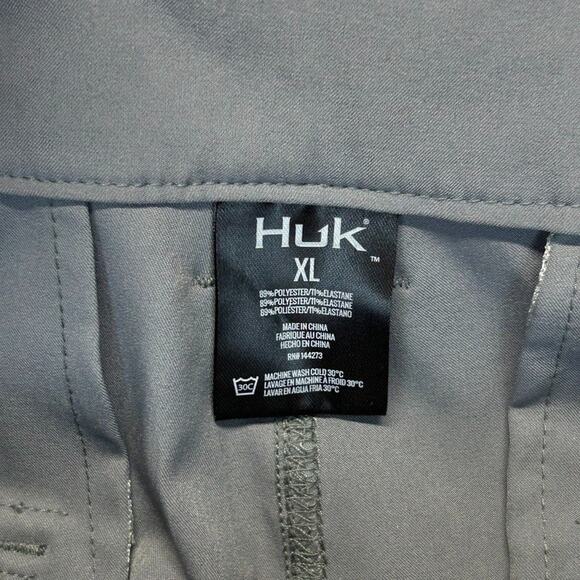 HUK®
XL ™
89%POLYESTER/11%ELASTANE
89%POLYESTER/11%ELASTANE
89%POLIÉSTER/11%ELASTANO
MADE IN CHINA
FABRIQUE AU CHINA
HECHO EN CHINA
RN# 144273
MACHINE WASH COLD 30°C
LAVAGE EN MACHINE À FROID 30°C
LAVAR EN AGUA FRIA 30°C
30C